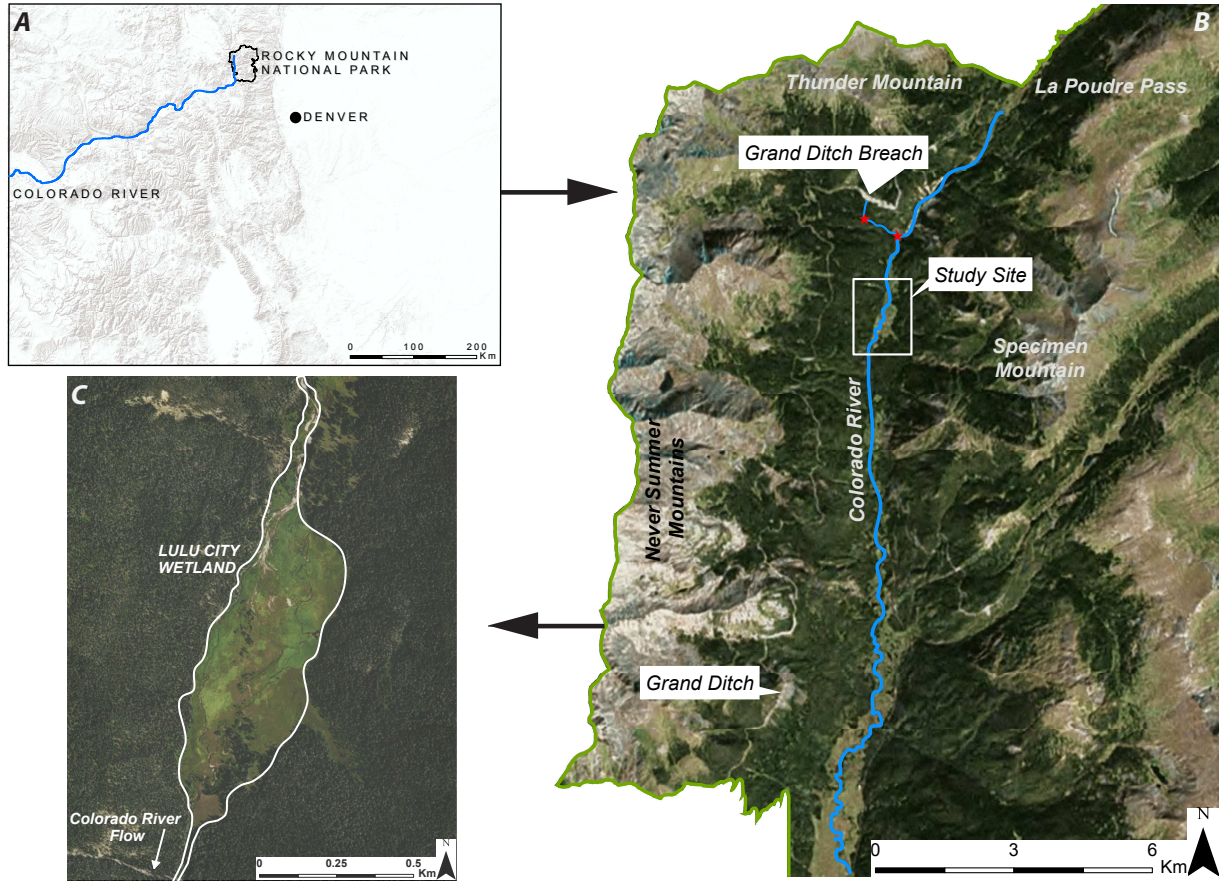 A
ROCKY MOUNTAIN
NATIONAL PARK
DENVER
COLORADO RIVER
0 100 200
Km
B
Thunder Mountain
La Poudre Pass
Grand Ditch Breach
Study Site
Specimen
Mountain
Colorado River
Never Summer
Mountains
Grand Ditch
N
0 3 6
Km
C
LULU CITY
WETLAND
Colorado River
Flow
N
0 0.25 0.5
Km